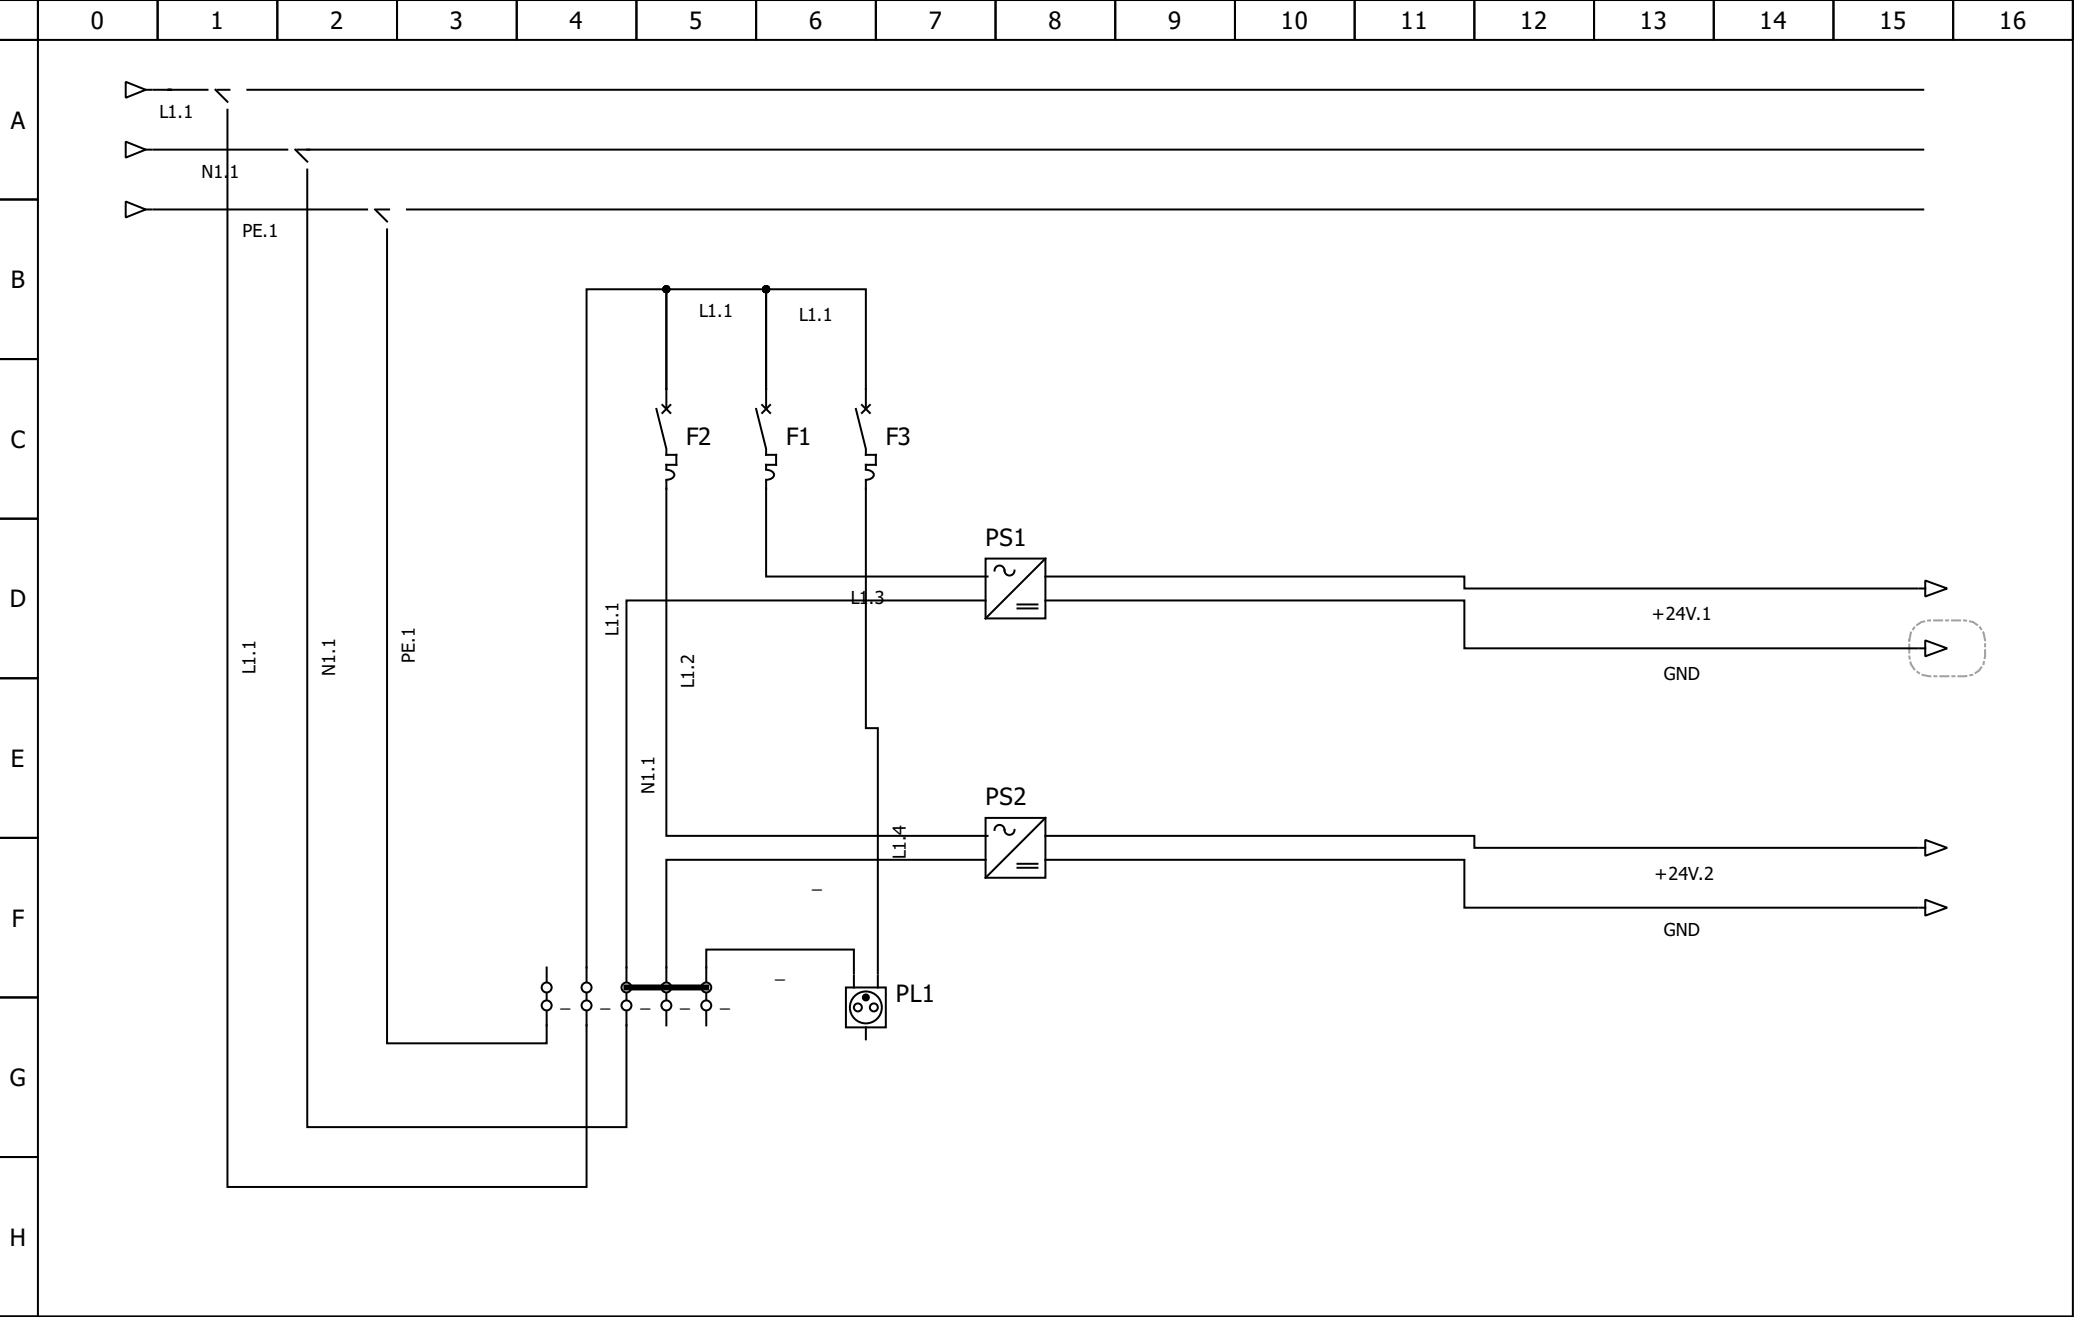 0 1 2 3 4 5 6 7 8 9 10 11 12 13 14 15 16
A
L1.1
N1.1
PE.1
B
L1.1
L1.1
C
F2 F1 F3
PS1
D
L1.3
L1.1
+24V.1
L1.1
N1.1
PE.1
L1.2
GND
E
N1.1
PS2
L1.4
+24V.2
F
GND
_
_
PL1
_ _ _ _ _
G
H